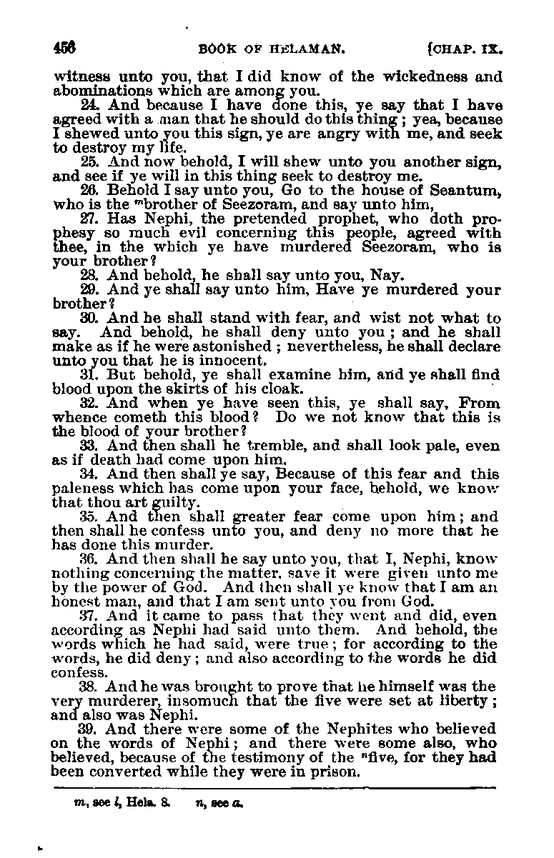 456 BOOK OF HELAMAN. [CHAP. IX.
witness unto you, that I did know of the wickedness and
abominations which are among you.
24. And because I have done this, ye say that I have
agreed with a man that he should do this thing; yea, because
I shewed unto you this sign, ye are angry with me, and seek
to destroy my life.
25. And now behold, I will shew unto you another sign,
and see if ye will in this thing seek to destroy me.
26. Behold I say unto you, Go to the house of Seantum,
who is the ᵐbrother of Seezoram, and say unto him,
27. Has Nephi, the pretended prophet, who doth pro-
phesy so much evil concerning this people, agreed with
thee, in the which ye have murdered Seezoram, who is
your brother?
28. And behold, he shall say unto you, Nay.
29. And ye shall say unto him, Have ye murdered your
brother?
30. And he shall stand with fear, and wist not what to
say. And behold, he shall deny unto you; and he shall
make as if he were astonished; nevertheless, he shall declare
unto you that he is innocent.
31. But behold, ye shall examine him, and ye shall find
blood upon the skirts of his cloak.
32. And when ye have seen this, ye shall say, From
whence cometh this blood? Do we not know that this is
the blood of your brother?
33. And then shall he tremble, and shall look pale, even
as if death had come upon him.
34. And then shall ye say, Because of this fear and this
paleness which has come upon your face, behold, we know
that thou art guilty.
35. And then shall greater fear come upon him; and
then shall he confess unto you, and deny no more that he
has done this murder.
36. And then shall he say unto you, that I, Nephi, know
nothing concerning the matter, save it were given unto me
by the power of God. And then shall ye know that I am an
honest man, and that I am sent unto you from God.
37. And it came to pass that they went and did, even
according as Nephi had said unto them. And behold, the
words which he had said, were true; for according to the
words, he did deny; and also according to the words he did
confess.
38. And he was brought to prove that he himself was the
very murderer, insomuch that the five were set at liberty;
and also was Nephi.
39. And there were some of the Nephites who believed
on the words of Nephi; and there were some also, who
believed, because of the testimony of the ⁿfive, for they had
been converted while they were in prison.
m, see l, Hela. 8. n, see a.